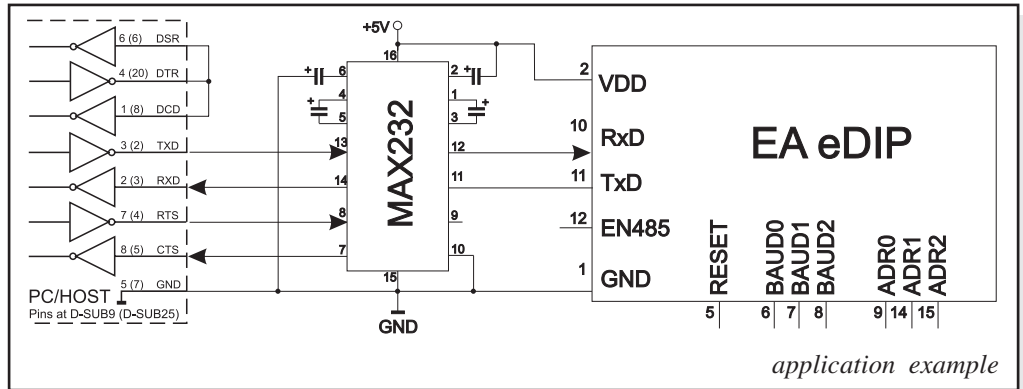 +5V
6 (6) DSR
4 (20) DTR
1 (8) DCD
3 (2) TXD
2 (3) RXD
7 (4) RTS
8 (5) CTS
5 (7) GND
PC/HOST
Pins at D-SUB9 (D-SUB25)
MAX232
16
+ 6
+ 4
5
13
14
8
7
15
2 +
1
3 +
12
11
9
10
GND
EA eDIP
2 VDD
10 RxD
11 TxD
12 EN485
1 GND
RESET
BAUD0
BAUD1
BAUD2
ADR0
ADR1
ADR2
5 6 7 8 9 14 15
application example